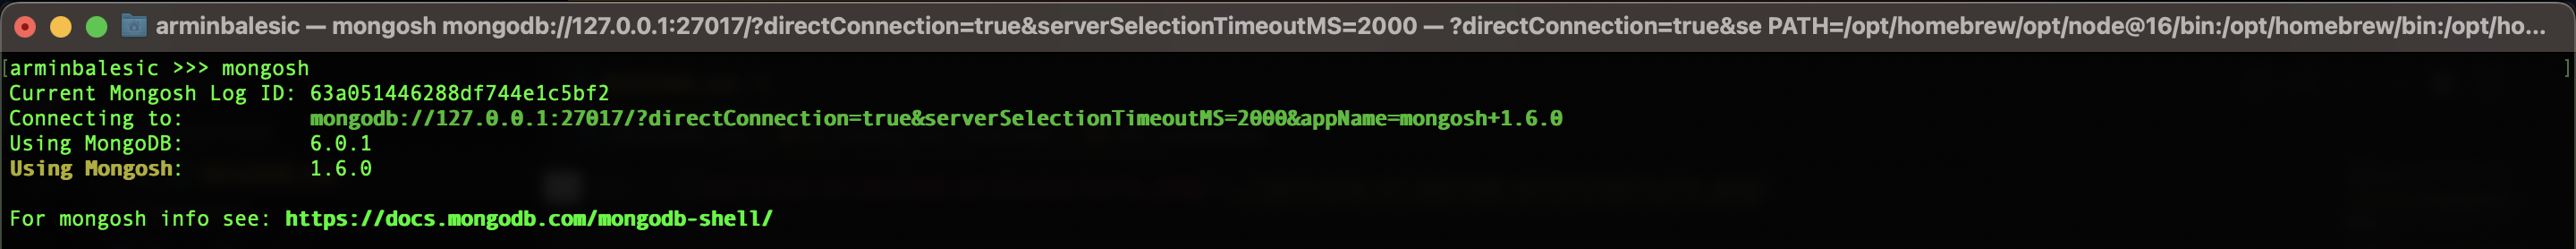 arminbalesic — mongosh mongodb://127.0.0.1:27017/?directConnection=true&serverSelectionTimeoutMS=2000 — ?directConnection=true&se PATH=/opt/homebrew/opt/node@16/bin:/opt/homebrew/bin:/opt/ho...
[arminbalesic >>> mongosh ]
Current Mongosh Log ID: 63a051446288df744e1c5bf2
Connecting to: mongodb://127.0.0.1:27017/?directConnection=true&serverSelectionTimeoutMS=2000&appName=mongosh+1.6.0
Using MongoDB: 6.0.1
Using Mongosh: 1.6.0
For mongosh info see: https://docs.mongodb.com/mongodb-shell/